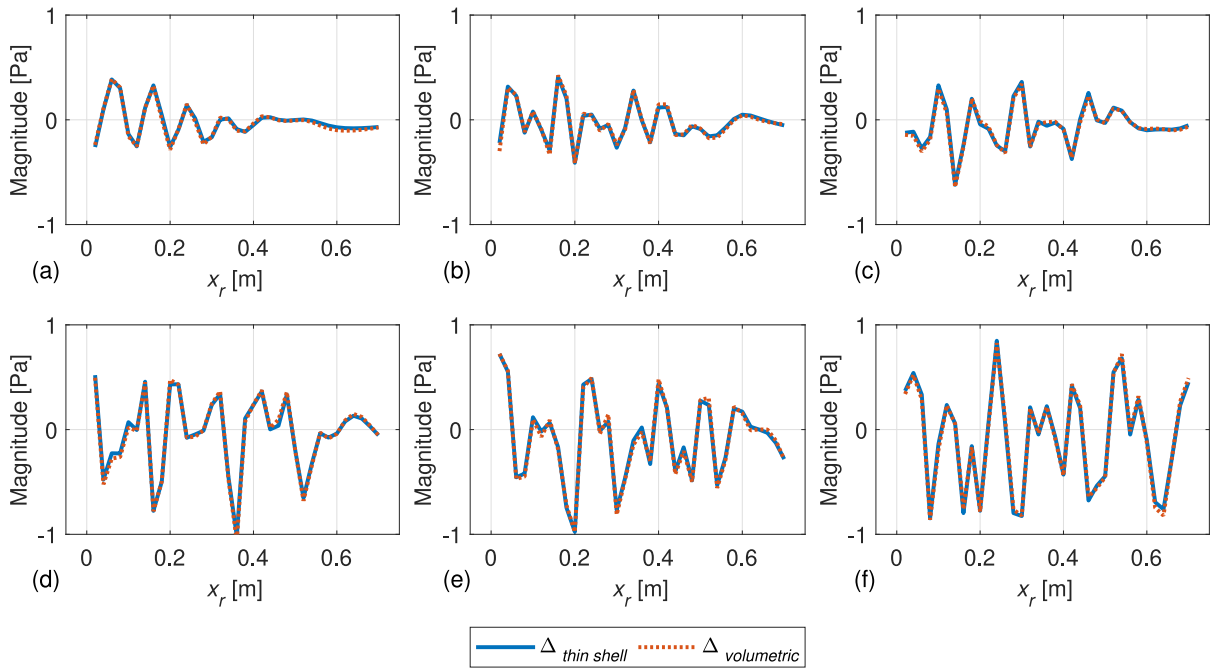 1
0
-1
Magnitude [Pa]
0 0.2 0.4 0.6
x_r [m]
(a)
1
0
-1
Magnitude [Pa]
0 0.2 0.4 0.6
x_r [m]
(b)
1
0
-1
Magnitude [Pa]
0 0.2 0.4 0.6
x_r [m]
(c)
1
0
-1
Magnitude [Pa]
0 0.2 0.4 0.6
x_r [m]
(d)
1
0
-1
Magnitude [Pa]
0 0.2 0.4 0.6
x_r [m]
(e)
1
0
-1
Magnitude [Pa]
0 0.2 0.4 0.6
x_r [m]
(f)
Δ thin shell Δ volumetric